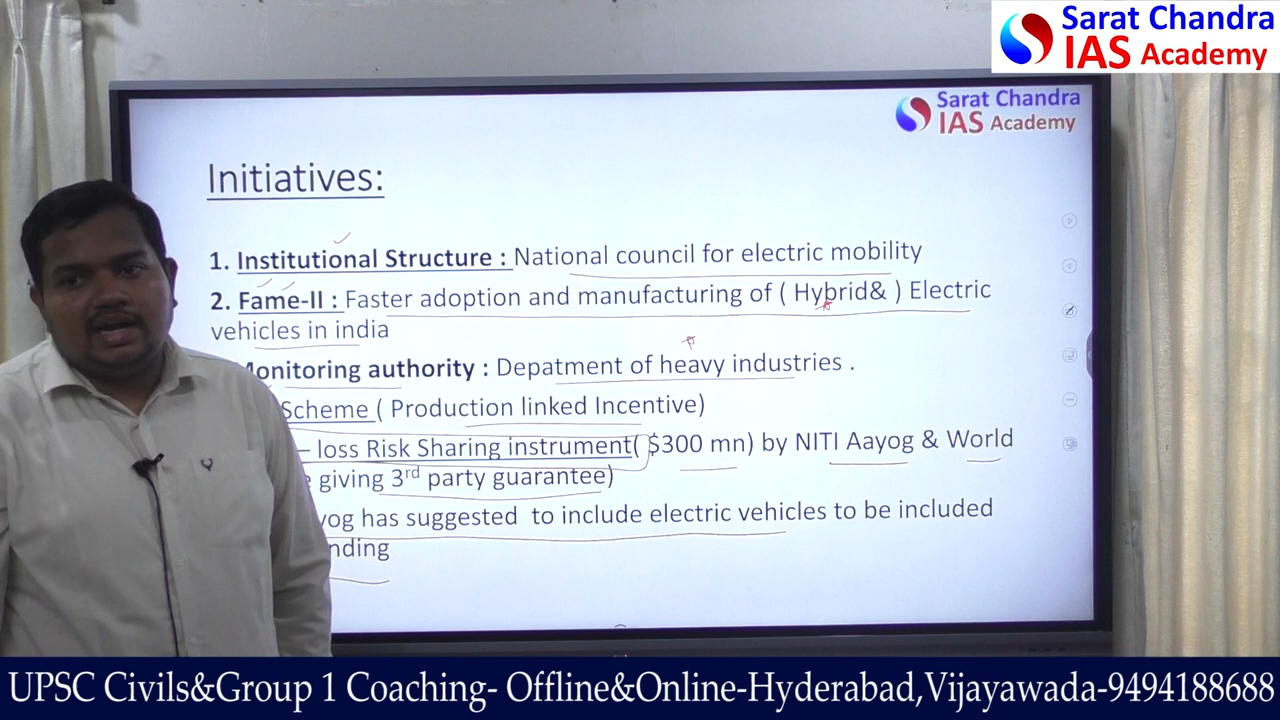 Sarat Chandra
IAS Academy
Sarat Chandra
IAS Academy
Initiatives:
1. Institutional Structure : National council for electric mobility
2. Fame-II : Faster adoption and manufacturing of ( Hybrid& ) Electric
vehicles in india
Monitoring authority : Depatment of heavy industries .
Scheme ( Production linked Incentive)
– loss Risk Sharing instrument( $300 mn) by NITI Aayog & World
giving 3rd party guarantee)
has suggested to include electric vehicles to be included
UPSC Civils&Group 1 Coaching- Offline&Online-Hyderabad,Vijayawada-9494188688